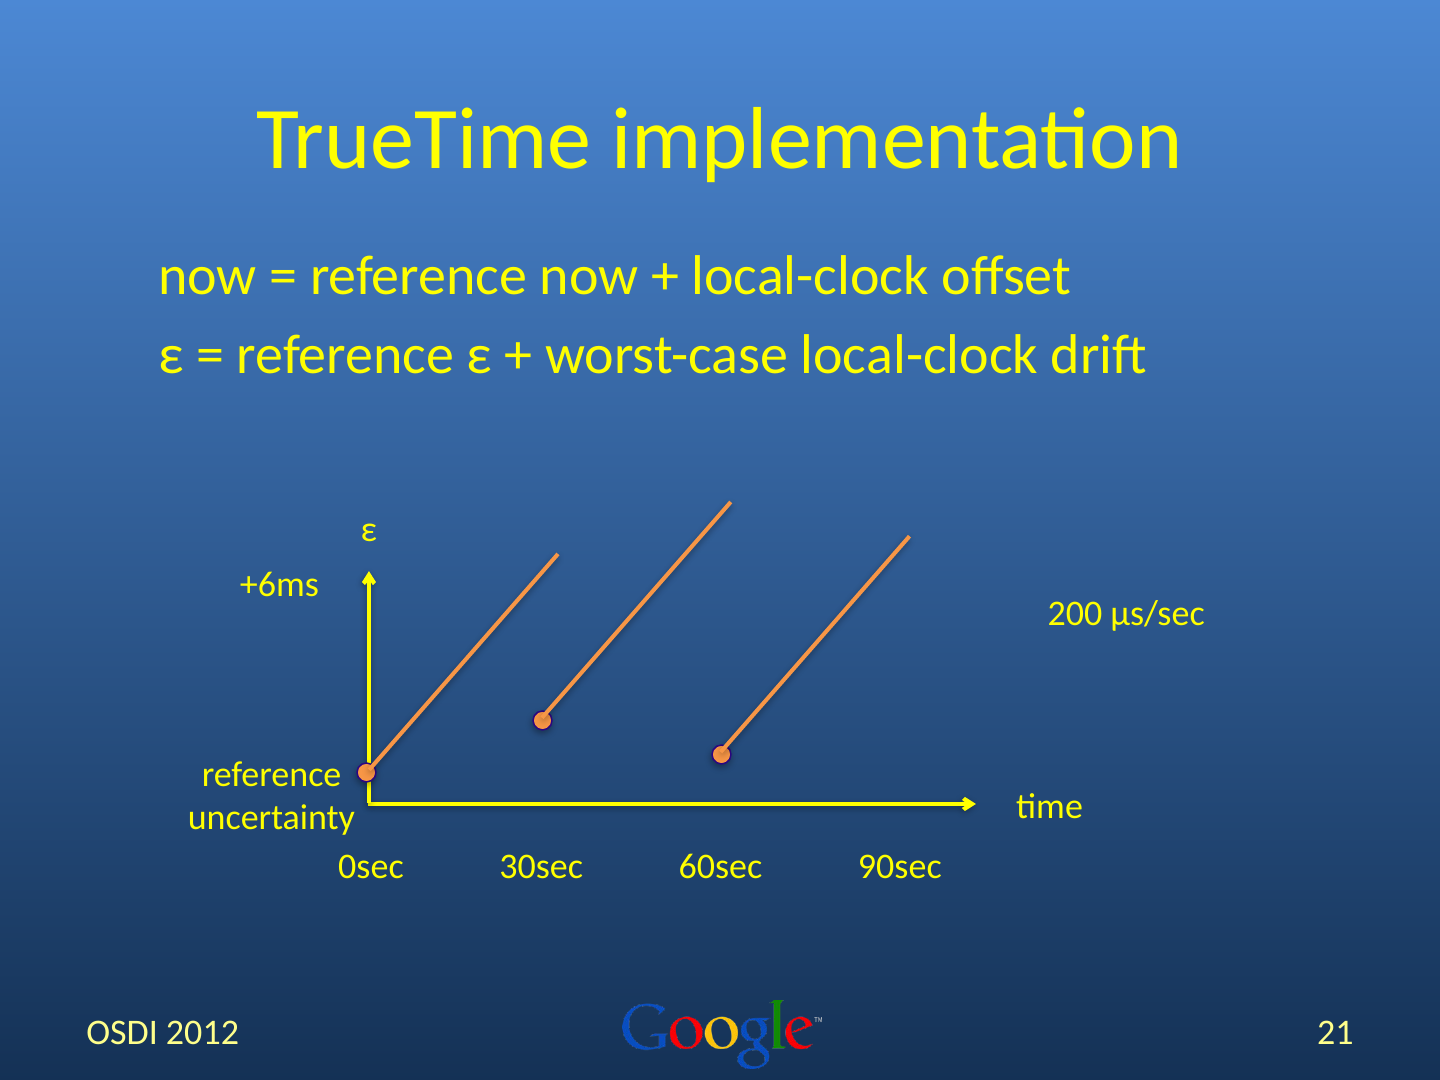 TrueTime implementation
now = reference now + local-clock offset
ε = reference ε + worst-case local-clock drift
ε
+6ms
200 μs/sec
reference
uncertainty
time
0sec 30sec 60sec 90sec
OSDI 2012
Google™
21